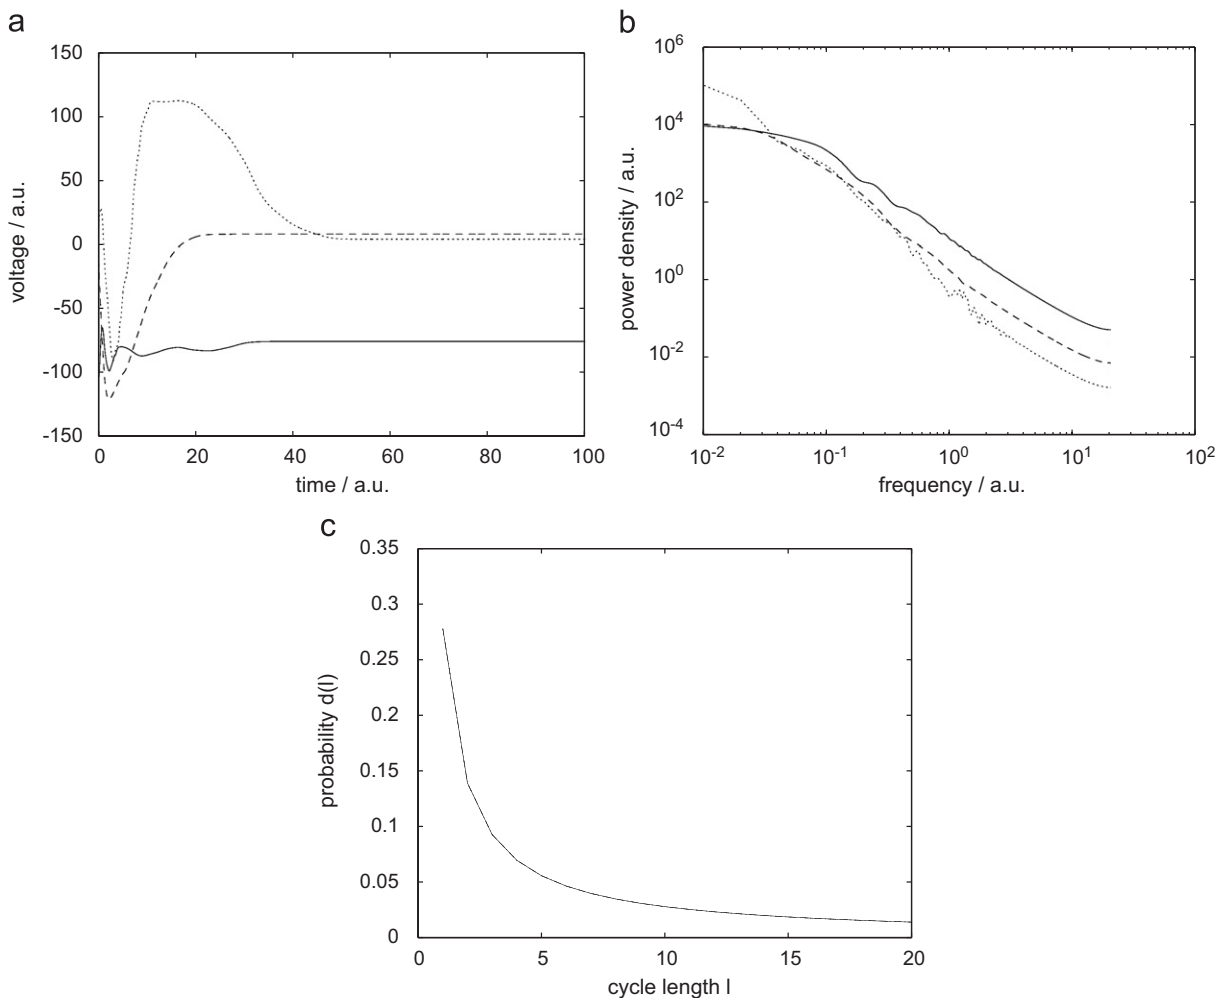 a
150
100
50
0
-50
-100
-150
voltage / a.u.
0 20 40 60 80 100
time / a.u.
b
10^6
10^4
10^2
10^0
10^-2
10^-4
power density / a.u.
10^-2 10^-1 10^0 10^1 10^2
frequency / a.u.
c
0.35
0.3
0.25
0.2
0.15
0.1
0.05
0
probability d(l)
0 5 10 15 20
cycle length l